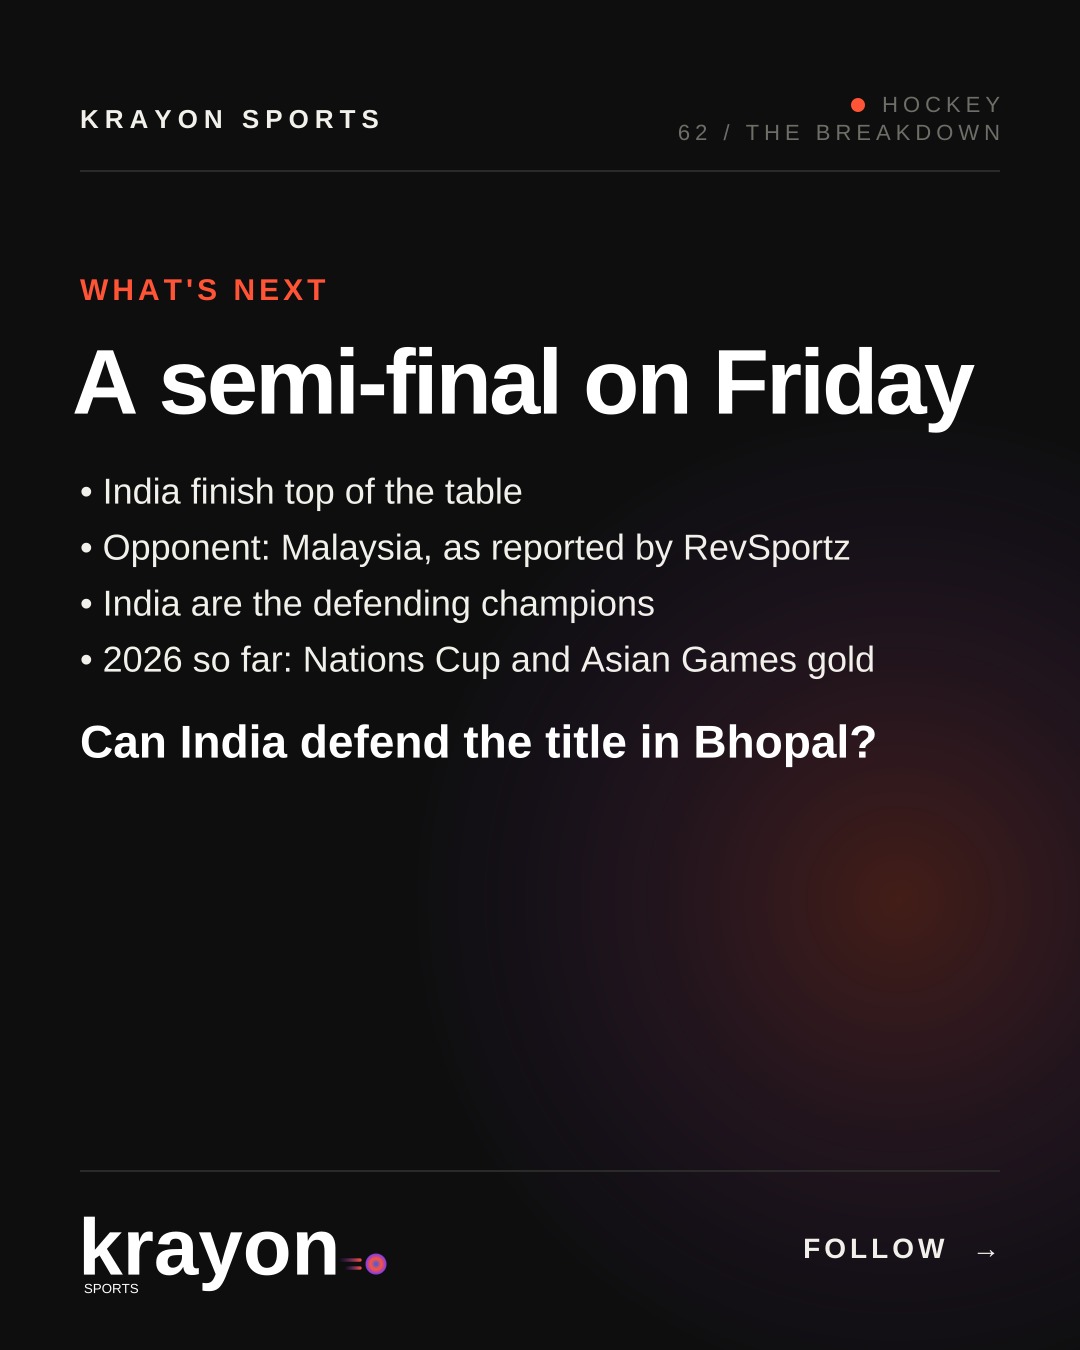 KRAYON SPORTS
HOCKEY
62 / THE BREAKDOWN
WHAT'S NEXT
A semi-final on Friday
• India finish top of the table
• Opponent: Malaysia, as reported by RevSportz
• India are the defending champions
• 2026 so far: Nations Cup and Asian Games gold
Can India defend the title in Bhopal?
krayon
SPORTS
FOLLOW →